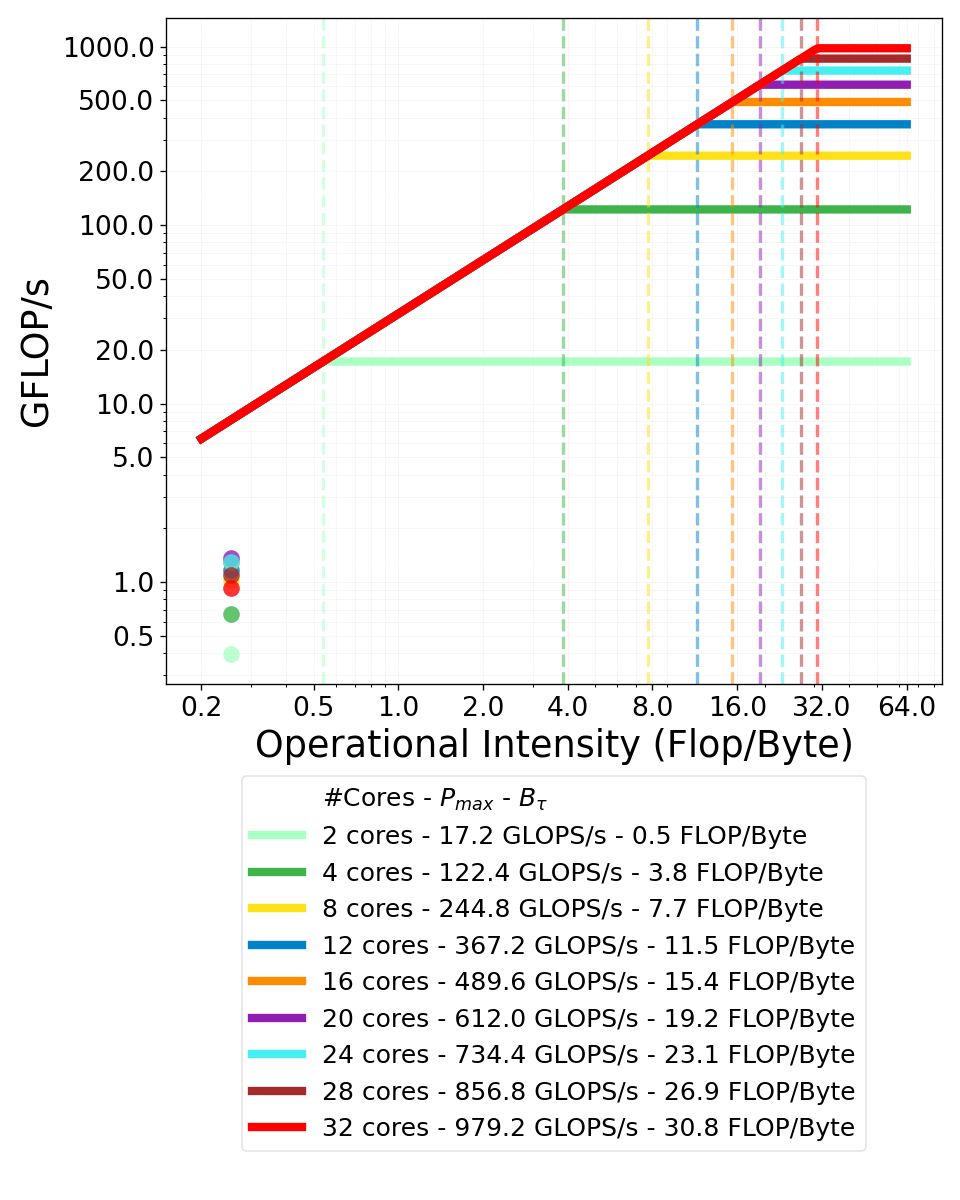 1000.0
500.0
200.0
100.0
50.0
20.0
10.0
5.0
1.0
0.5
GFLOP/s
0.2 0.5 1.0 2.0 4.0 8.0 16.0 32.0 64.0
Operational Intensity (Flop/Byte)
#Cores - P_max - B_τ
2 cores - 17.2 GLOPS/s - 0.5 FLOP/Byte
4 cores - 122.4 GLOPS/s - 3.8 FLOP/Byte
8 cores - 244.8 GLOPS/s - 7.7 FLOP/Byte
12 cores - 367.2 GLOPS/s - 11.5 FLOP/Byte
16 cores - 489.6 GLOPS/s - 15.4 FLOP/Byte
20 cores - 612.0 GLOPS/s - 19.2 FLOP/Byte
24 cores - 734.4 GLOPS/s - 23.1 FLOP/Byte
28 cores - 856.8 GLOPS/s - 26.9 FLOP/Byte
32 cores - 979.2 GLOPS/s - 30.8 FLOP/Byte